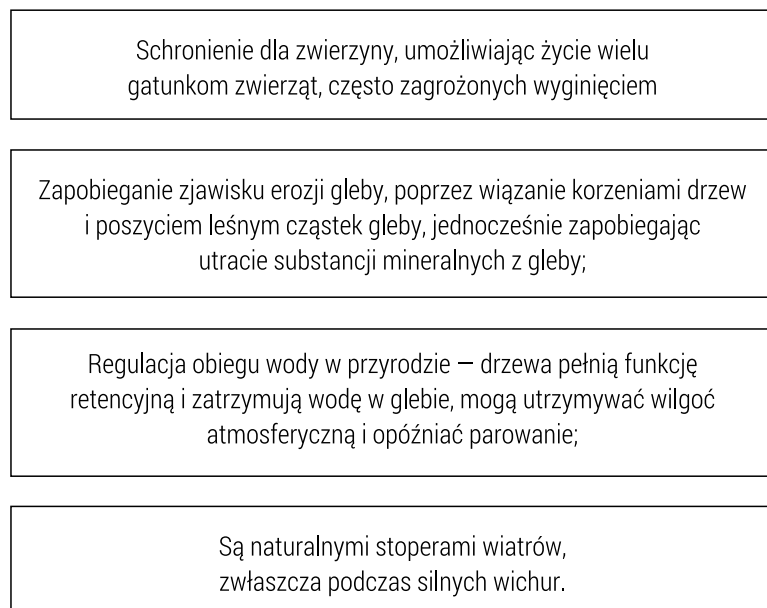 Schronienie dla zwierzyny, umożliwiając życie wielu
gatunkom zwierząt, często zagrożonych wyginięciem
Zapobieganie zjawisku erozji gleby, poprzez wiązanie korzeniami drzew
i poszyciem leśnym cząstek gleby, jednocześnie zapobiegając
utracie substancji mineralnych z gleby;
Regulacja obiegu wody w przyrodzie — drzewa pełnią funkcję
retencyjną i zatrzymują wodę w glebie, mogą utrzymywać wilgoć
atmosferyczną i opóźniać parowanie;
Są naturalnymi stoperami wiatrów,
zwłaszcza podczas silnych wichur.